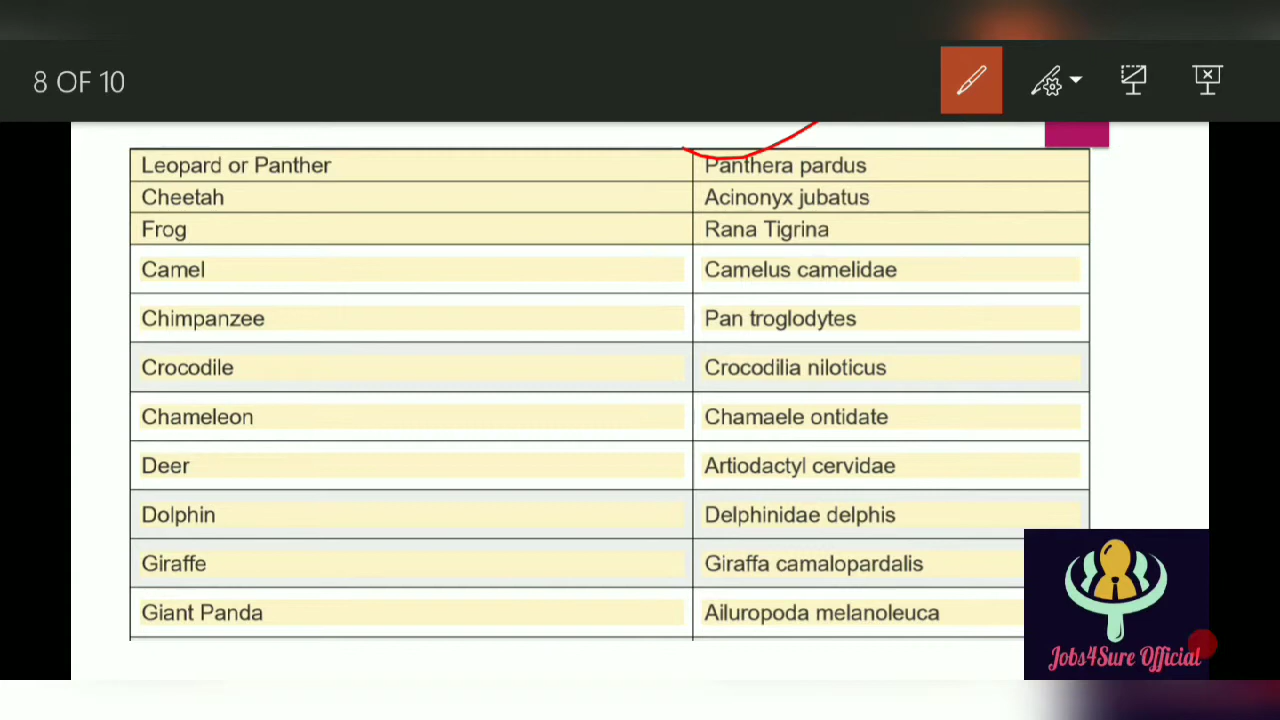 8 OF 10
Leopard or Panther Panthera pardus
Cheetah Acinonyx jubatus
Frog Rana Tigrina
Camel Camelus camelidae
Chimpanzee Pan troglodytes
Crocodile Crocodilia niloticus
Chameleon Chamaele ontidate
Deer Artiodactyl cervidae
Dolphin Delphinidae delphis
Giraffe Giraffa camalopardalis
Giant Panda Ailuropoda melanoleuca
Jobs4Sure Official